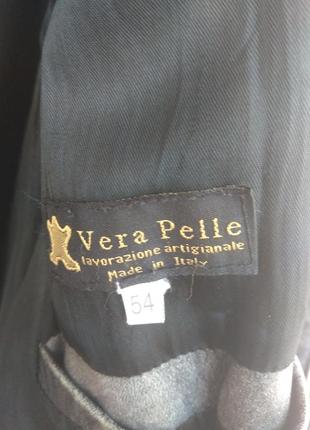 Vera Pelle
lavorazione artigianale
Made in Italy
54